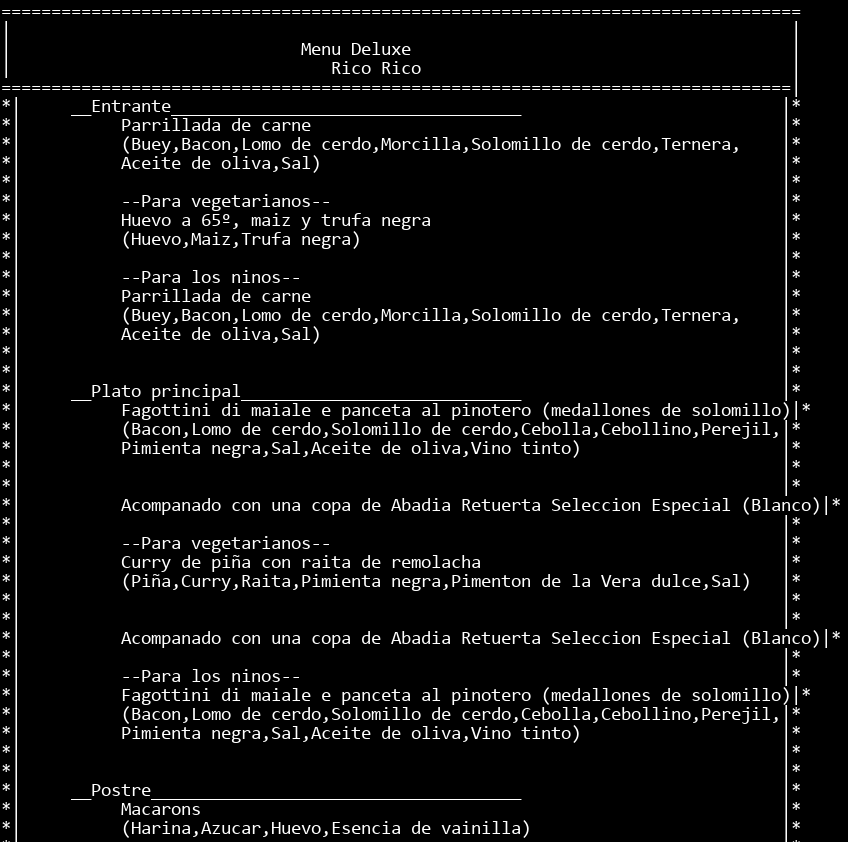 Menu Deluxe
Rico Rico
__Entrante___________________________________
Parrillada de carne
(Buey,Bacon,Lomo de cerdo,Morcilla,Solomillo de cerdo,Ternera,
Aceite de oliva,Sal)
--Para vegetarianos--
Huevo a 65º, maiz y trufa negra
(Huevo,Maiz,Trufa negra)
--Para los ninos--
Parrillada de carne
(Buey,Bacon,Lomo de cerdo,Morcilla,Solomillo de cerdo,Ternera,
Aceite de oliva,Sal)
__Plato principal____________________________
Fagottini di maiale e panceta al pinotero (medallones de solomillo)
(Bacon,Lomo de cerdo,Solomillo de cerdo,Cebolla,Cebollino,Perejil,
Pimienta negra,Sal,Aceite de oliva,Vino tinto)
Acompanado con una copa de Abadia Retuerta Seleccion Especial (Blanco)
--Para vegetarianos--
Curry de piña con raita de remolacha
(Piña,Curry,Raita,Pimienta negra,Pimenton de la Vera dulce,Sal)
Acompanado con una copa de Abadia Retuerta Seleccion Especial (Blanco)
--Para los ninos--
Fagottini di maiale e panceta al pinotero (medallones de solomillo)
(Bacon,Lomo de cerdo,Solomillo de cerdo,Cebolla,Cebollino,Perejil,
Pimienta negra,Sal,Aceite de oliva,Vino tinto)
__Postre_____________________________________
Macarons
(Harina,Azucar,Huevo,Esencia de vainilla)